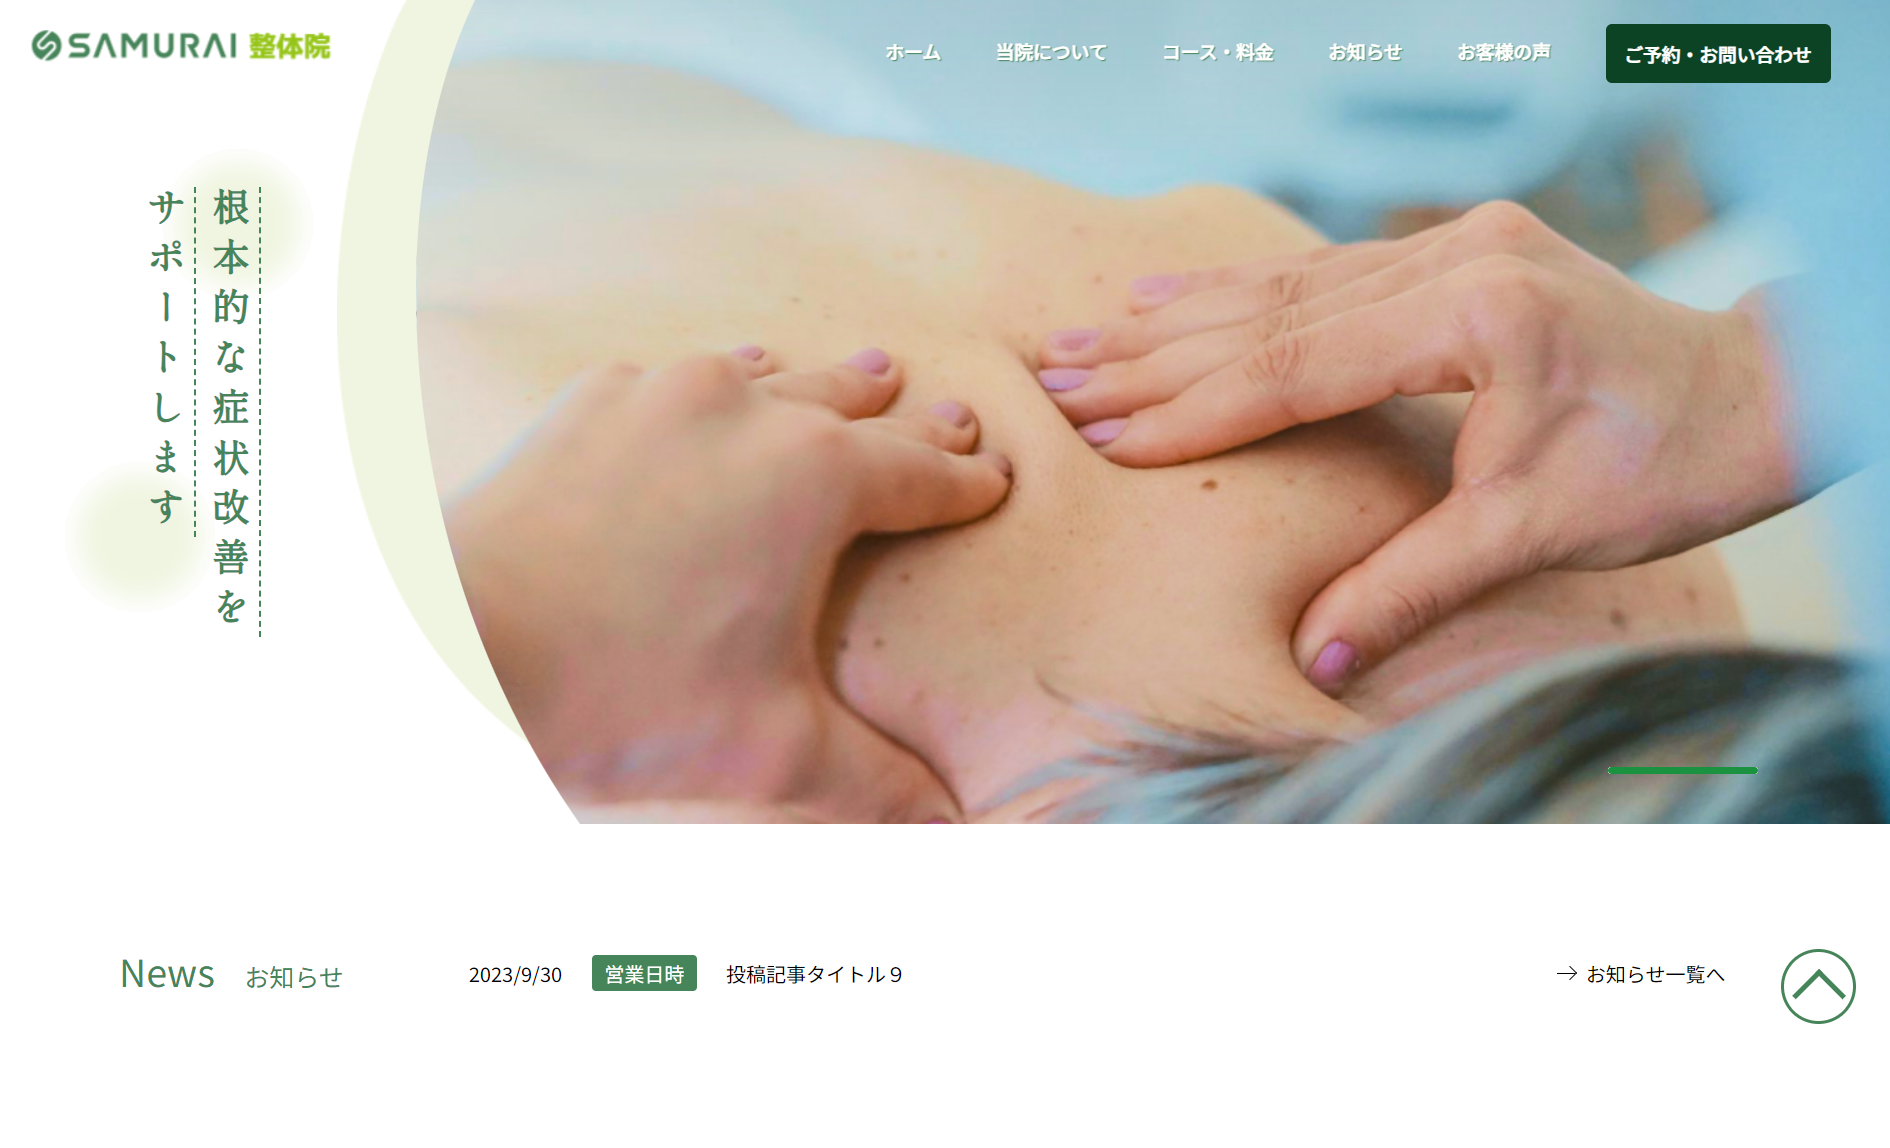 SAMURAI 整体院
ホーム
当院について
コース・料金
お知らせ
お客様の声
ご予約・お問い合わせ
根本的な症状改善を
サポートします
News お知らせ
2023/9/30 営業日時 投稿記事タイトル９
お知らせ一覧へ